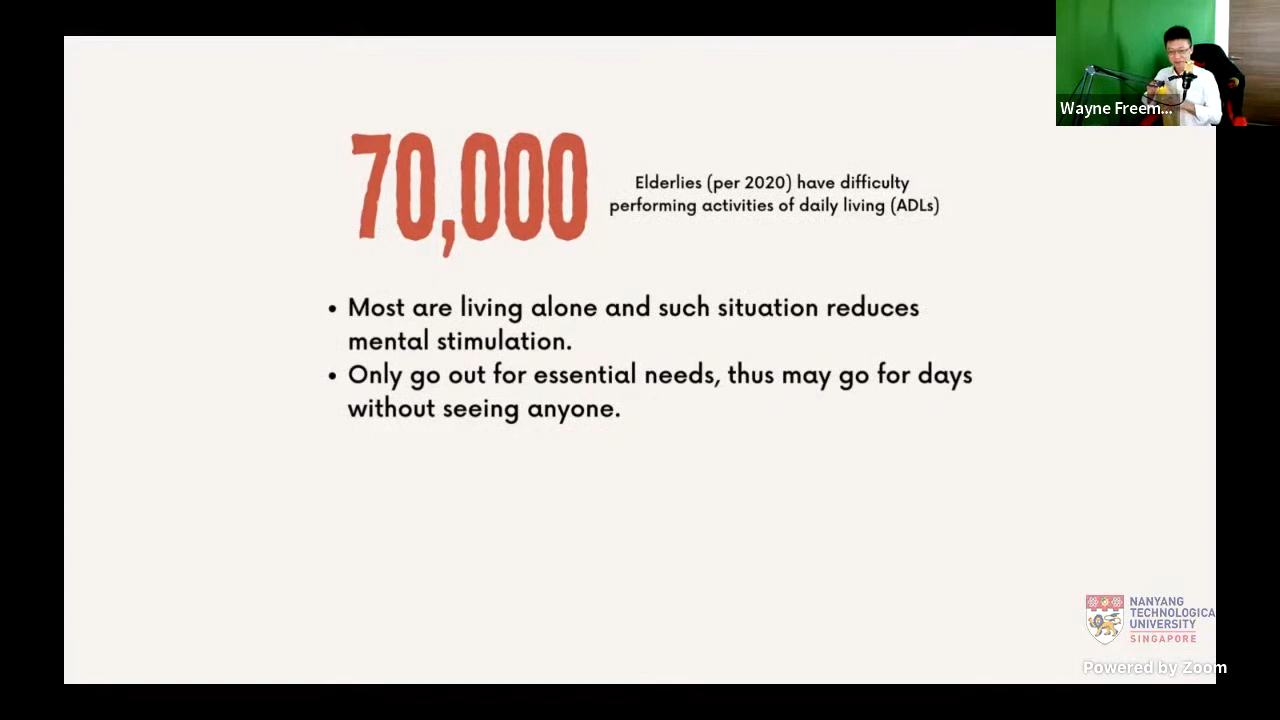 Wayne Freem...
70,000
Elderlies (per 2020) have difficulty
performing activities of daily living (ADLs)
• Most are living alone and such situation reduces
mental stimulation.
• Only go out for essential needs, thus may go for days
without seeing anyone.
NANYANG
TECHNOLOGICA
UNIVERSITY
SINGAPORE
Powered by Zoom